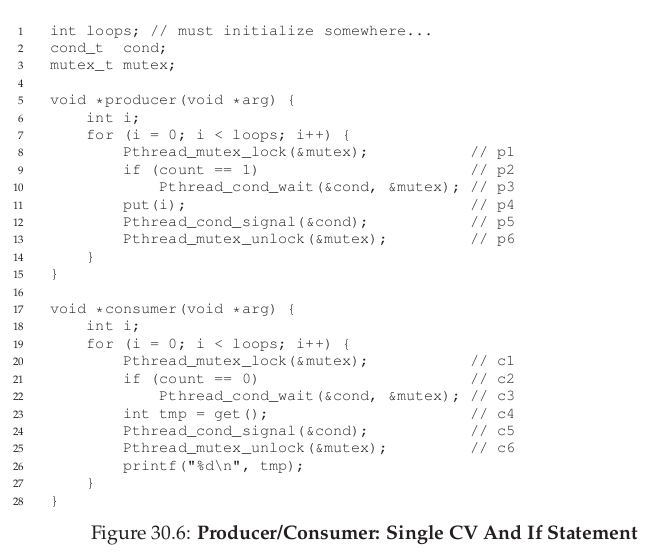 1 int loops; // must initialize somewhere...
2 cond_t  cond;
3 mutex_t mutex;
4
5 void *producer(void *arg) {
6     int i;
7     for (i = 0; i < loops; i++) {
8         Pthread_mutex_lock(&mutex);           // p1
9         if (count == 1)                       // p2
10             Pthread_cond_wait(&cond, &mutex); // p3
11         put(i);                               // p4
12         Pthread_cond_signal(&cond);           // p5
13         Pthread_mutex_unlock(&mutex);         // p6
14     }
15 }
16
17 void *consumer(void *arg) {
18     int i;
19     for (i = 0; i < loops; i++) {
20         Pthread_mutex_lock(&mutex);           // c1
21         if (count == 0)                       // c2
22             Pthread_cond_wait(&cond, &mutex); // c3
23         int tmp = get();                      // c4
24         Pthread_cond_signal(&cond);           // c5
25         Pthread_mutex_unlock(&mutex);         // c6
26         printf("%d\n", tmp);
27     }
28 }
Figure 30.6: Producer/Consumer: Single CV And If Statement